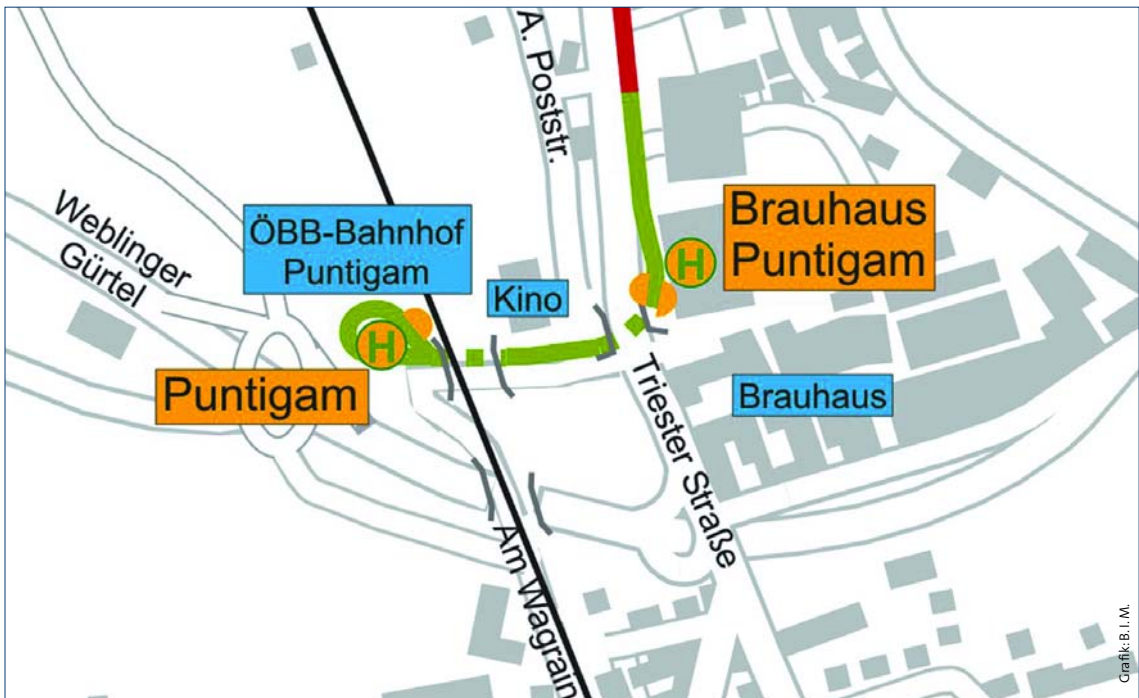 A. Poststr.
Weblinger
Gürtel
ÖBB-Bahnhof
Puntigam
Kino
Brauhaus
Puntigam
H
H
Puntigam
Brauhaus
Triester Straße
Am Wagrain
Grafik: B.I.M.